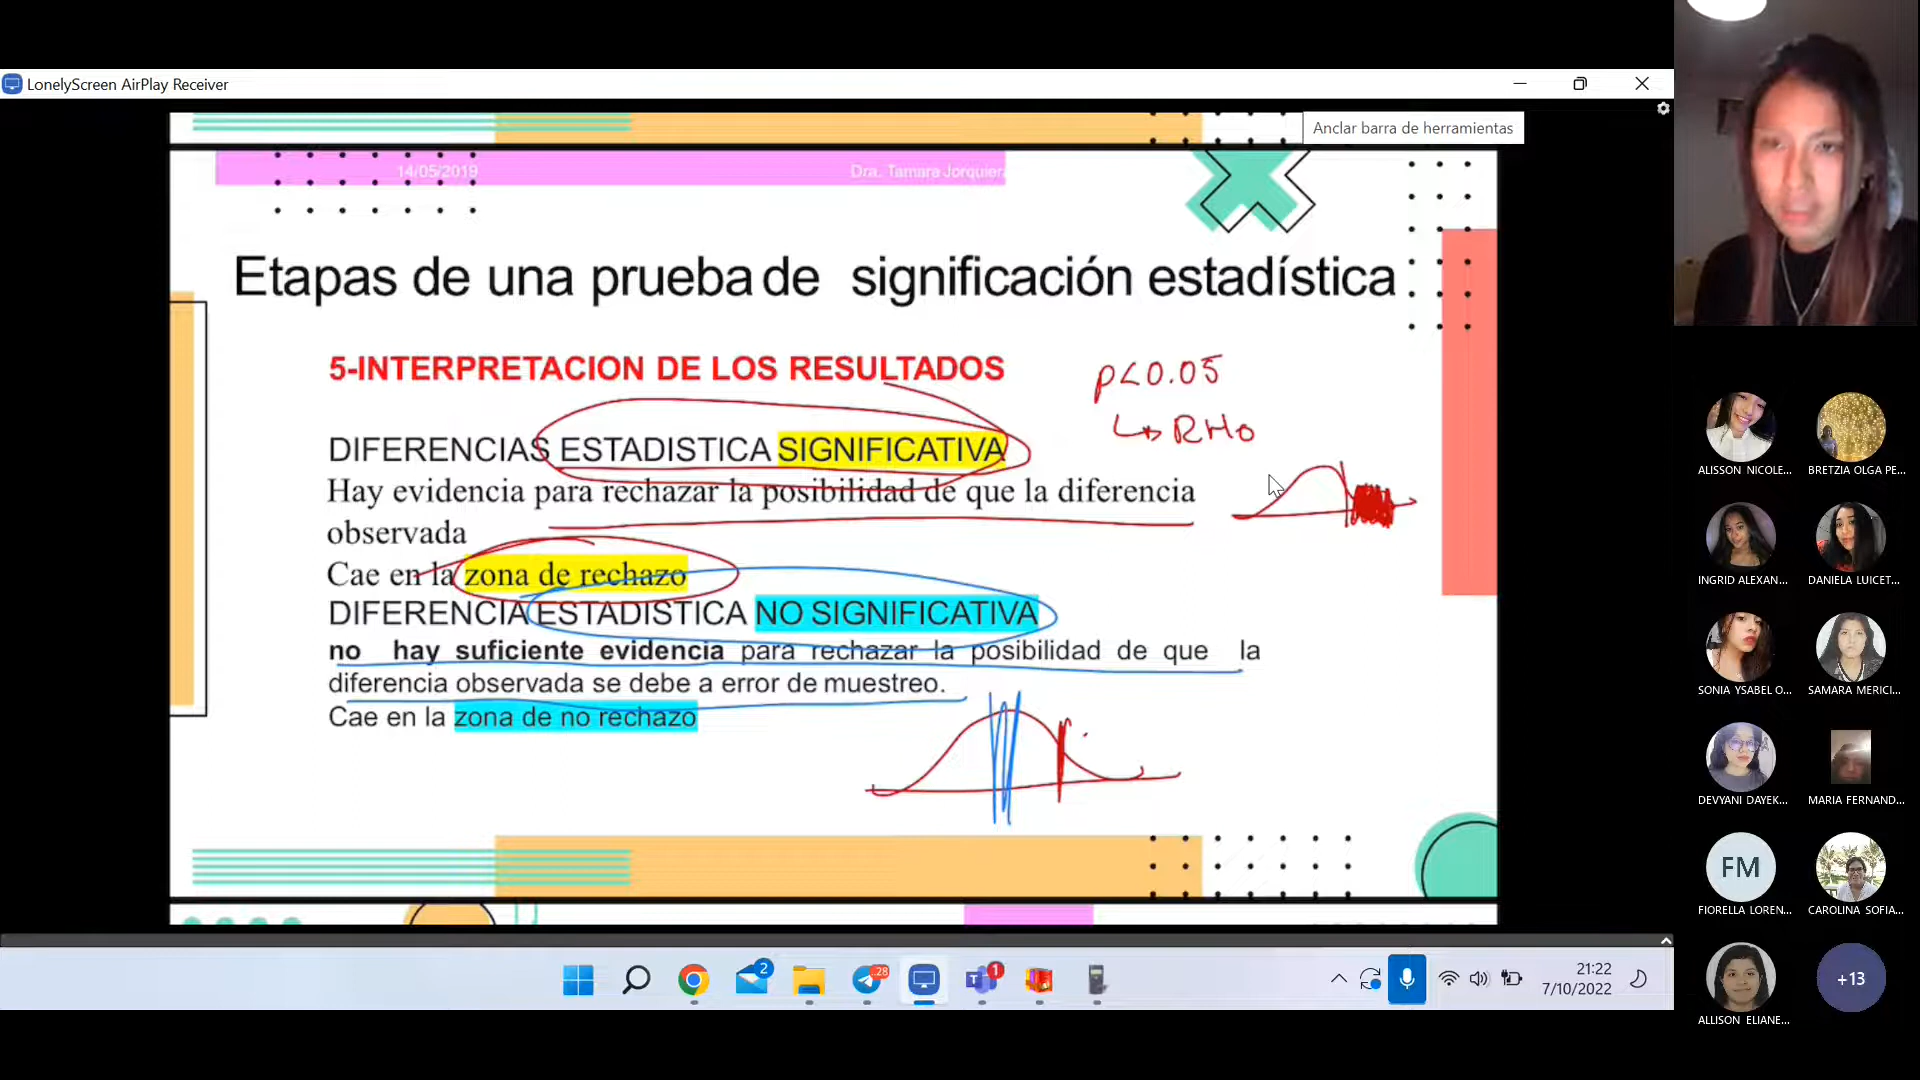 LonelyScreen AirPlay Receiver
Anclar barra de herramientas
14/05/2019
Dra. Tamara Jorquiera
Etapas de una prueba de significación estadística
5-INTERPRETACION DE LOS RESULTADOS
p<0.05
↳ RHo
DIFERENCIAS ESTADISTICA SIGNIFICATIVA
Hay evidencia para rechazar la posibilidad de que la diferencia
observada
Cae en la zona de rechazo
DIFERENCIA ESTADISTICA NO SIGNIFICATIVA
no hay suficiente evidencia para rechazar la posibilidad de que la
diferencia observada se debe a error de muestreo.
Cae en la zona de no rechazo
ALISSON NICOLE...
BRETZIA OLGA PE...
INGRID ALEXAN...
DANIELA LUICET...
SONIA YSABEL O...
SAMARA MERICI...
DEVYANI DAYEK...
MARIA FERNAND...
FM
FIORELLA LOREN...
CAROLINA SOFIA...
ALLISON ELIANE...
+13
2
28
1
21:22
7/10/2022